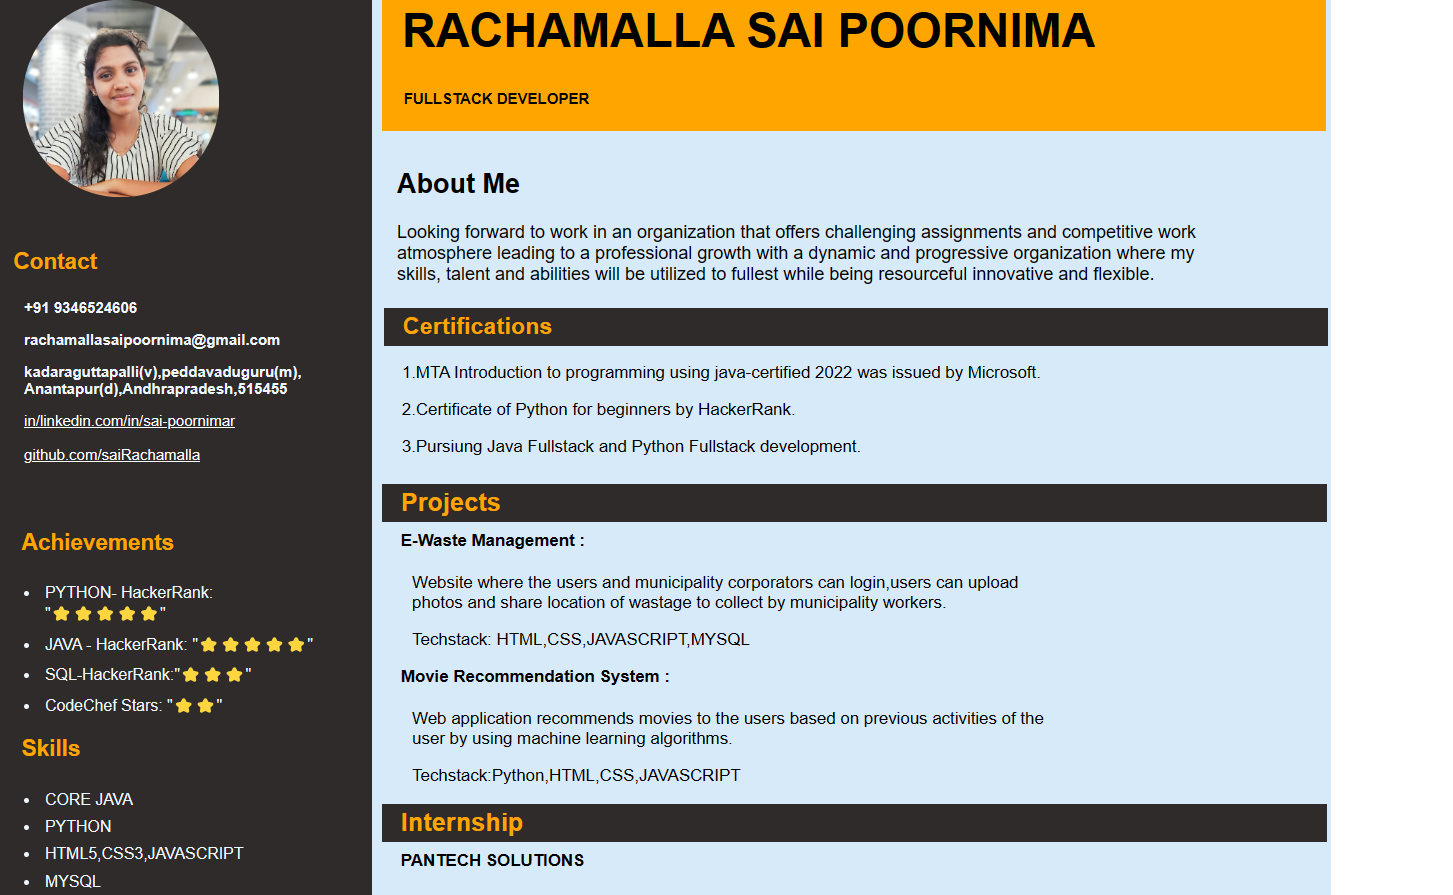 RACHAMALLA SAI POORNIMA
FULLSTACK DEVELOPER
Contact
+91 9346524606
rachamallasaipoornima@gmail.com
kadaraguttapalli(v),peddavaduguru(m),
Anantapur(d),Andhrapradesh,515455
in/linkedin.com/in/sai-poornimar
github.com/saiRachamalla
Achievements
• PYTHON- HackerRank:
"⭐⭐⭐⭐⭐"
• JAVA - HackerRank: "⭐⭐⭐⭐⭐"
• SQL-HackerRank:"⭐⭐⭐"
• CodeChef Stars: "⭐⭐"
Skills
• CORE JAVA
• PYTHON
• HTML5,CSS3,JAVASCRIPT
• MYSQL
About Me
Looking forward to work in an organization that offers challenging assignments and competitive work
atmosphere leading to a professional growth with a dynamic and progressive organization where my
skills, talent and abilities will be utilized to fullest while being resourceful innovative and flexible.
Certifications
1.MTA Introduction to programming using java-certified 2022 was issued by Microsoft.
2.Certificate of Python for beginners by HackerRank.
3.Pursiung Java Fullstack and Python Fullstack development.
Projects
E-Waste Management :
Website where the users and municipality corporators can login,users can upload
photos and share location of wastage to collect by municipality workers.
Techstack: HTML,CSS,JAVASCRIPT,MYSQL
Movie Recommendation System :
Web application recommends movies to the users based on previous activities of the
user by using machine learning algorithms.
Techstack:Python,HTML,CSS,JAVASCRIPT
Internship
PANTECH SOLUTIONS